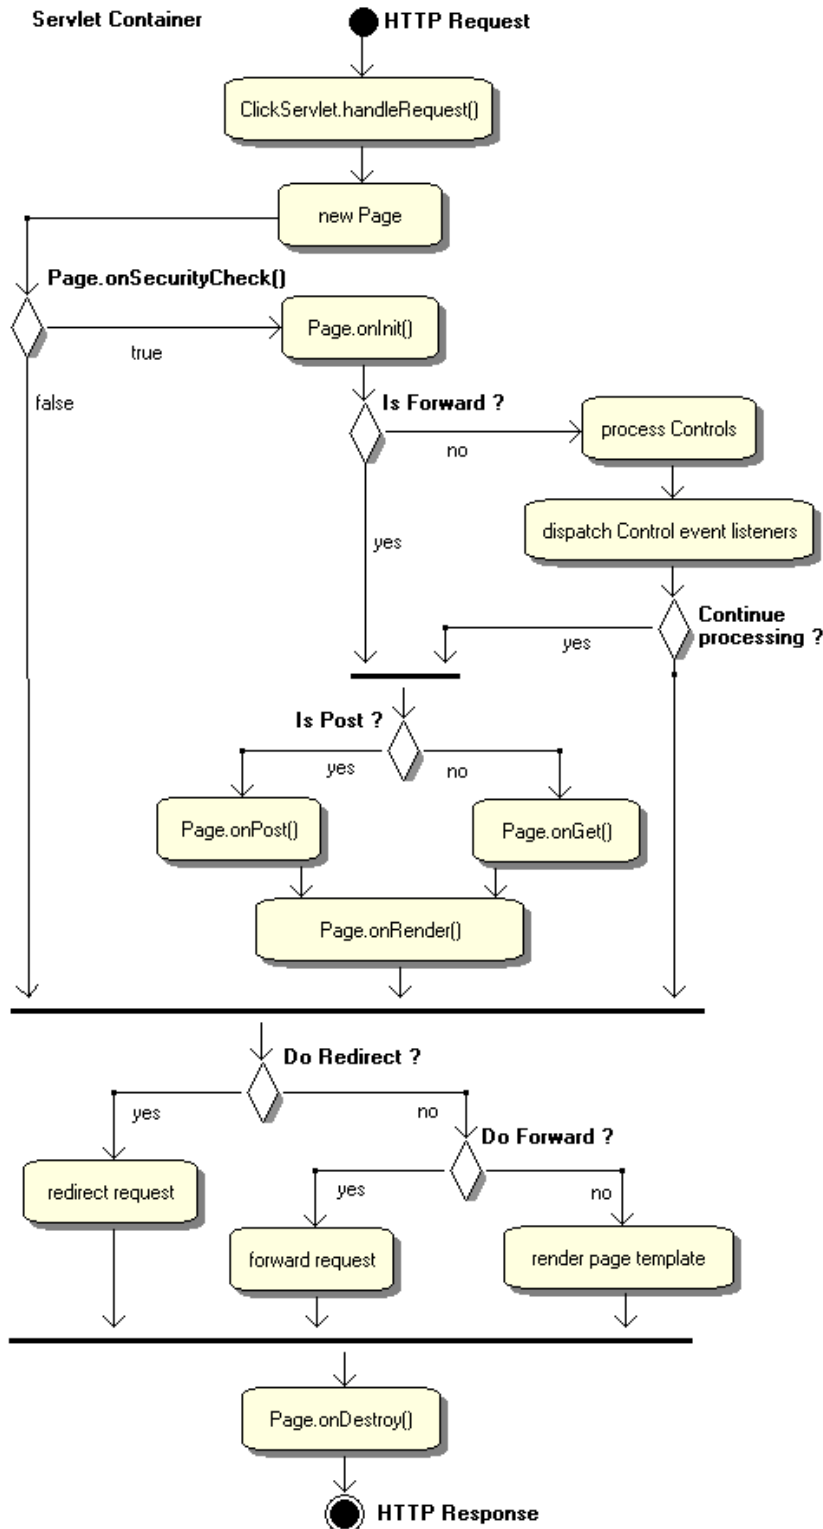 Servlet Container
HTTP Request
ClickServlet.handleRequest()
new Page
Page.onSecurityCheck()
Page.onInit()
true
false
Is Forward ?
process Controls
no
dispatch Control event listeners
yes
Continue
processing ?
yes
Is Post ?
yes
no
Page.onPost()
Page.onGet()
Page.onRender()
Do Redirect ?
yes
no
Do Forward ?
redirect request
yes
no
forward request
render page template
Page.onDestroy()
HTTP Response